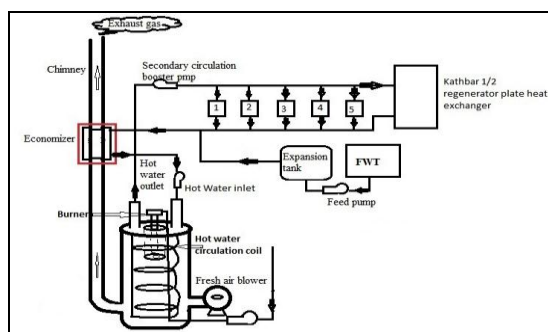 Exhaust gas
Chimney
Secondary circulation
booster pmp
Kathbar 1/2
regenerator plate heat
exchanger
1
2
3
4
5
Economizer
Expansion
tank
FWT
Hot
water
outlet
Hot Water inlet
Feed pump
Burner
Hot water
circulation coil
Fresh air blower